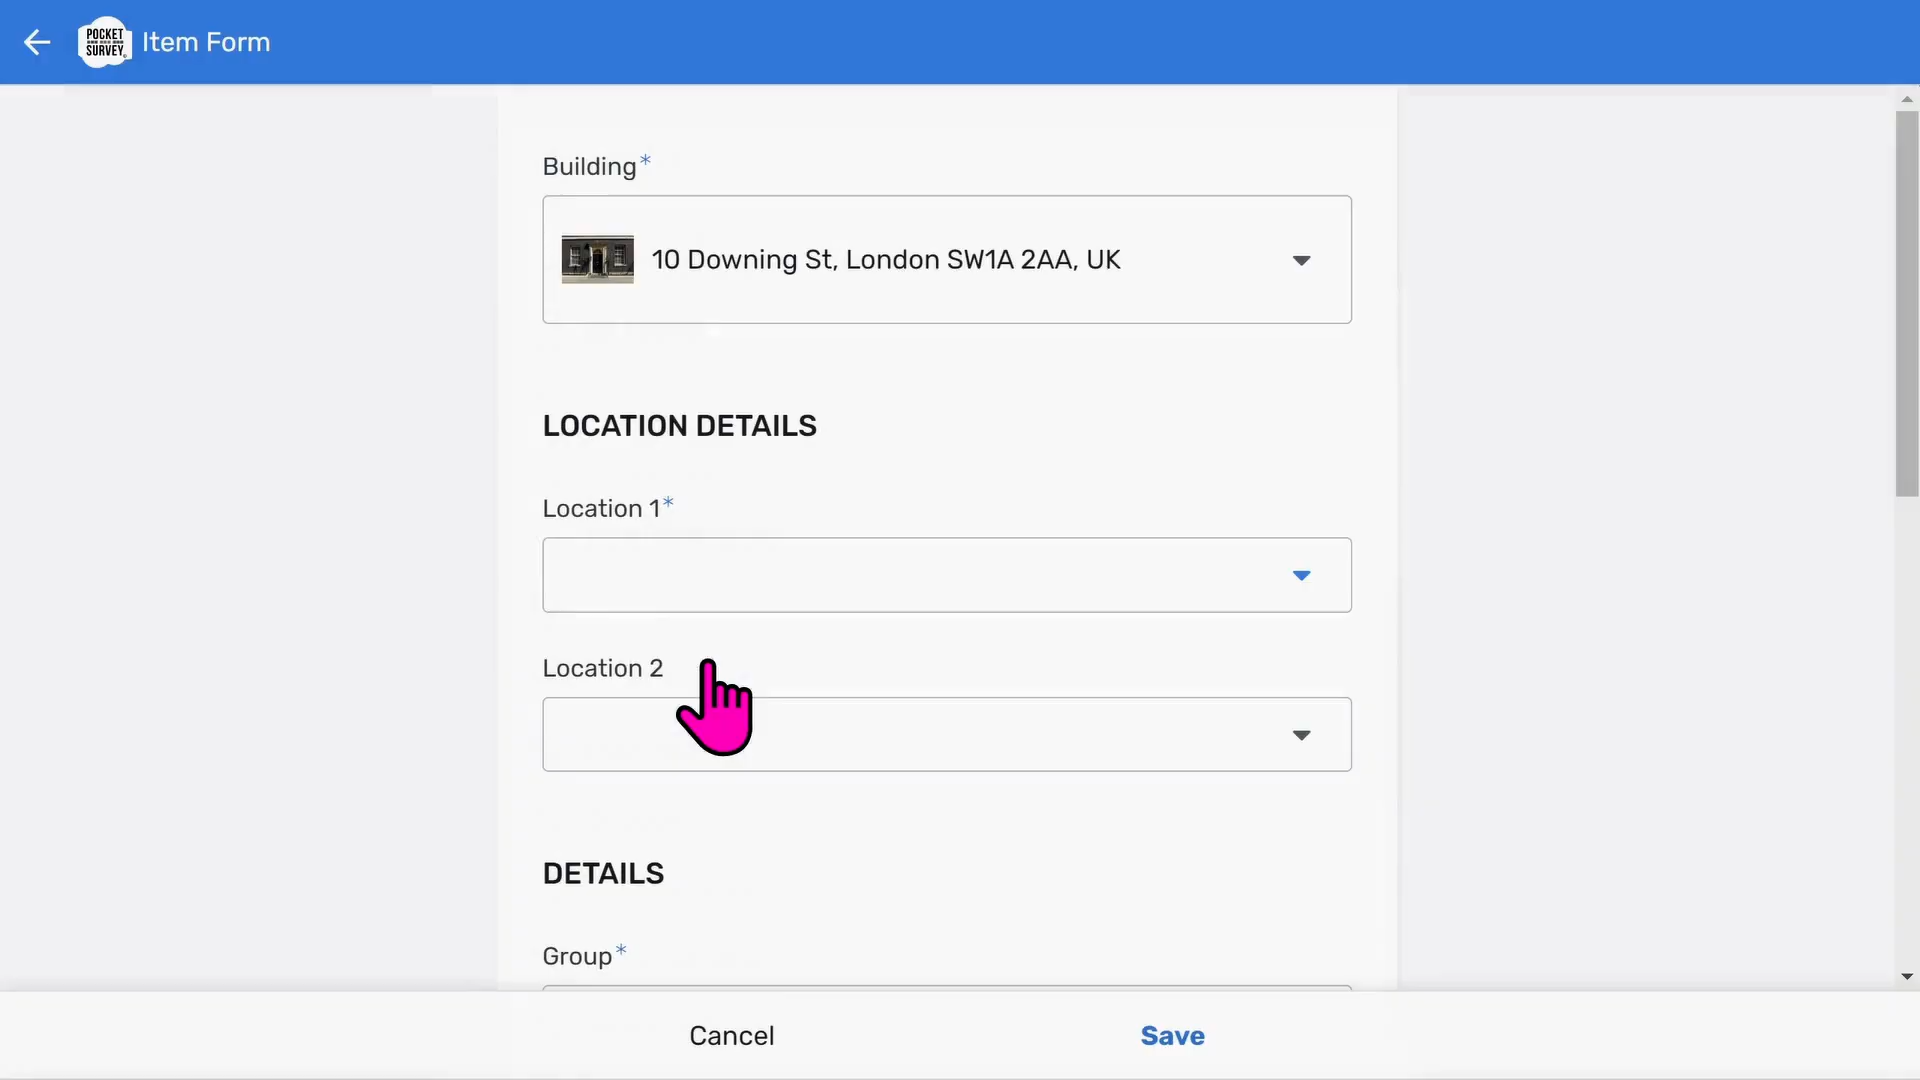 POCKET
SURVEY
Item Form
Building*
10 Downing St, London SW1A 2AA, UK
LOCATION DETAILS
Location 1*
Location 2
DETAILS
Group*
Cancel
Save